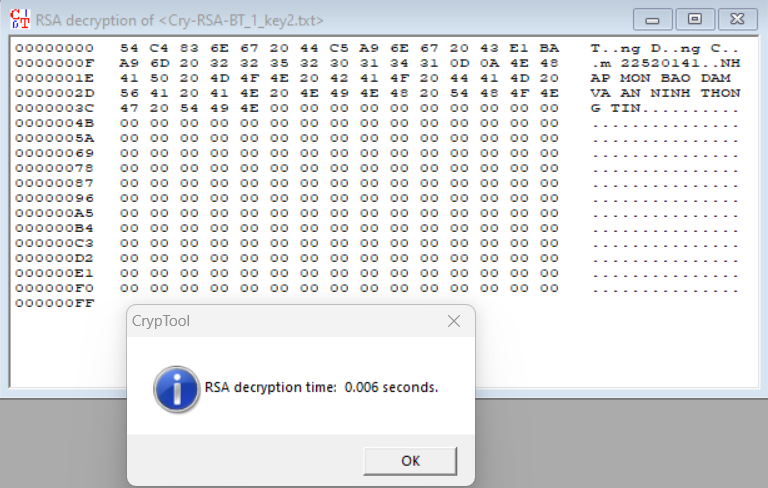 RSA decryption of <Cry-RSA-BT_1_key2.txt>
00000000 54 C4 83 6E 67 20 44 C5 A9 6E 67 20 43 E1 BA T..ng D..ng C..
0000000F A9 6D 20 32 32 35 32 30 31 34 31 0D 0A 4E 48 .m 22520141..NH
0000001E 41 50 20 4D 4F 4E 20 42 41 4F 20 44 41 4D 20 AP MON BAO DAM
0000002D 56 41 20 41 4E 20 4E 49 4E 48 20 54 48 4F 4E VA AN NINH THON
0000003C 47 20 54 49 4E 00 00 00 00 00 00 00 00 00 00 G TIN..........
0000004B 00 00 00 00 00 00 00 00 00 00 00 00 00 00 00 ...............
0000005A 00 00 00 00 00 00 00 00 00 00 00 00 00 00 00 ...............
00000069 00 00 00 00 00 00 00 00 00 00 00 00 00 00 00 ...............
00000078 00 00 00 00 00 00 00 00 00 00 00 00 00 00 00 ...............
00000087 00 00 00 00 00 00 00 00 00 00 00 00 00 00 00 ...............
00000096 00 00 00 00 00 00 00 00 00 00 00 00 00 00 00 ...............
000000A5 00 00 00 00 00 00 00 00 00 00 00 00 00 00 00 ...............
000000B4 00 00 00 00 00 00 00 00 00 00 00 00 00 00 00 ...............
000000C3 00 00 00 00 00 00 00 00 00 00 00 00 00 00 00 ...............
000000D2 00 00 00 00 00 00 00 00 00 00 00 00 00 00 00 ...............
000000E1 00 00 00 00 00 00 00 00 00 00 00 00 00 00 00 ...............
000000F0 00 00 00 00 00 00 00 00 00 00 00 00 00 00 00 ...............
000000FF
CrypTool
RSA decryption time: 0.006 seconds.
OK